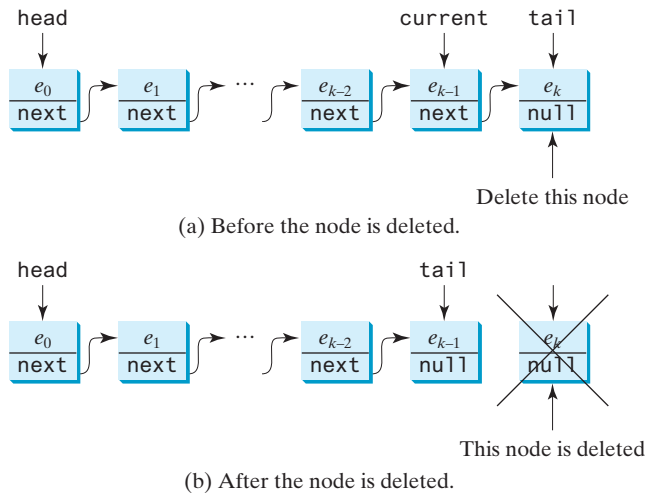 head current tail
e0 e1 ... ek–2 ek–1 ek
next next next next null
Delete this node
(a) Before the node is deleted.
head tail
e0 e1 ... ek–2 ek–1 ek
next next next null null
This node is deleted
(b) After the node is deleted.